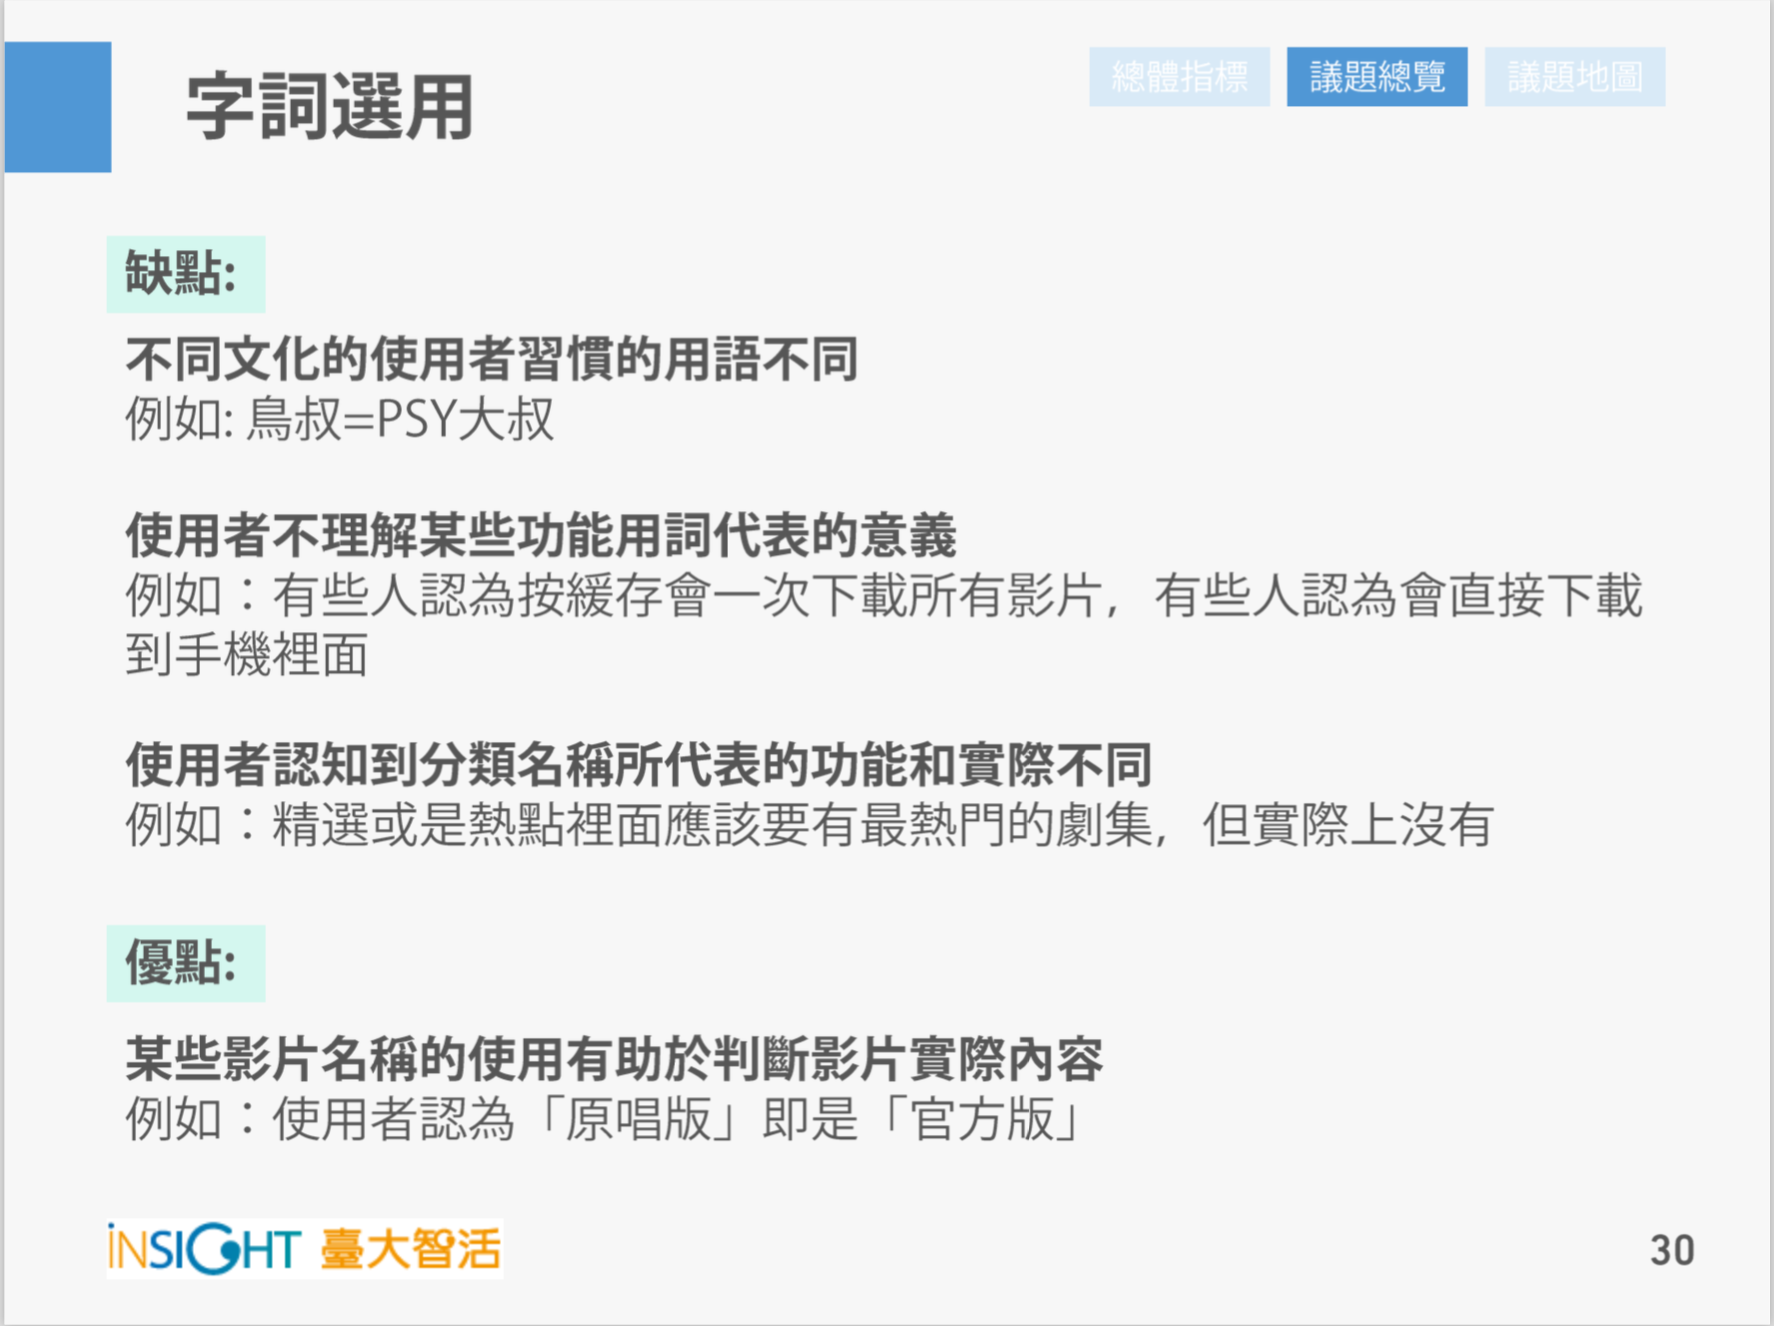 字詞選用
總體指標
議題總覽
議題地圖
缺點:
不同文化的使用者習慣的用語不同
例如: 鳥叔=PSY大叔
使用者不理解某些功能用詞代表的意義
例如：有些人認為按緩存會一次下載所有影片，有些人認為會直接下載
到手機裡面
使用者認知到分類名稱所代表的功能和實際不同
例如：精選或是熱點裡面應該要有最熱門的劇集，但實際上沒有
優點:
某些影片名稱的使用有助於判斷影片實際內容
例如：使用者認為「原唱版」即是「官方版」
iNSIGHT 臺大智活
30